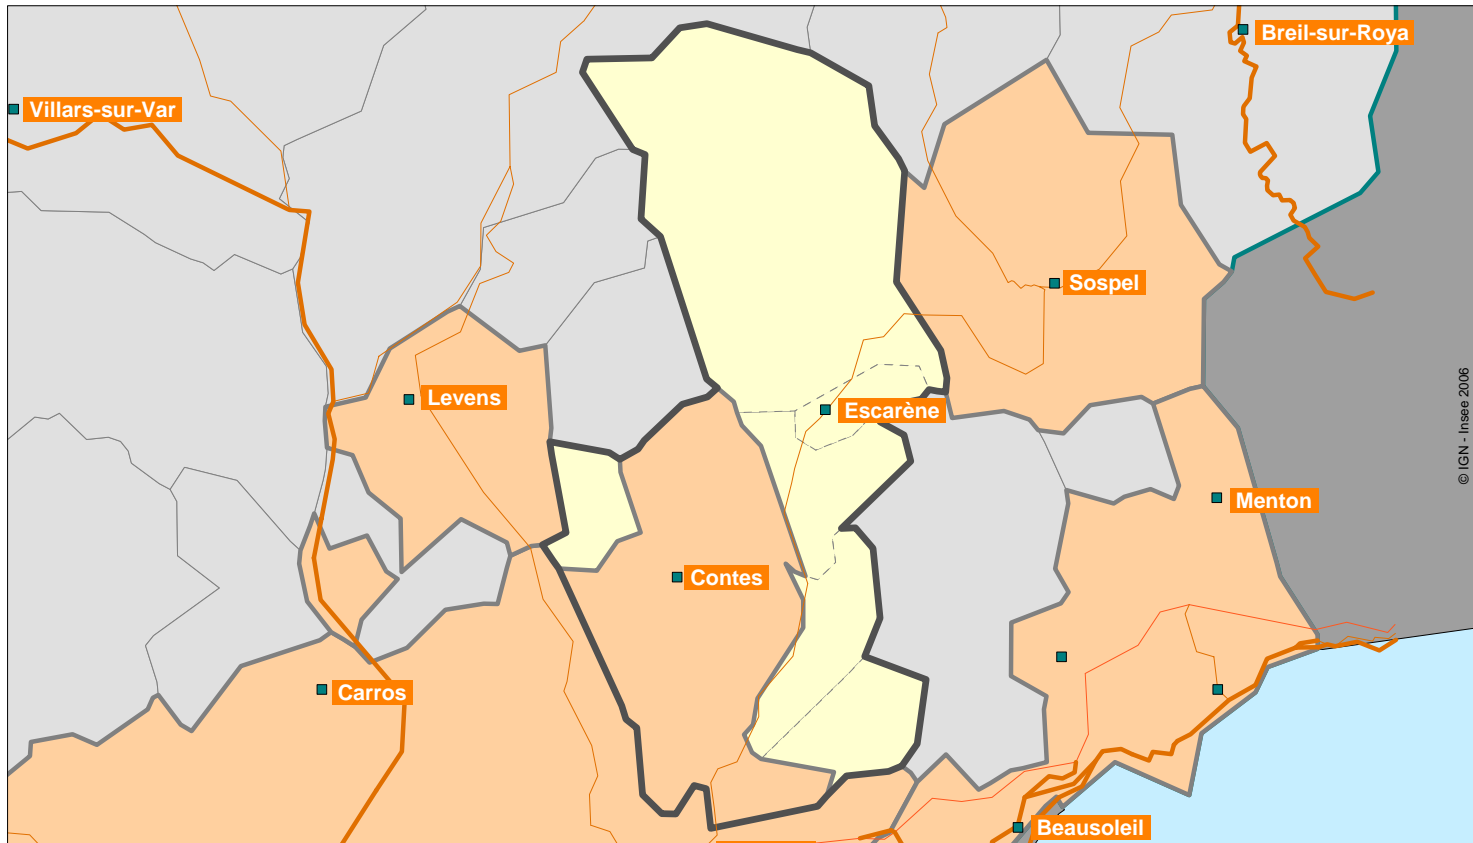 Breil-sur-Roya
Villars-sur-Var
Sospel
Levens
Escarène
© IGN - Insee 2006
Menton
Contes
Carros
Beausoleil